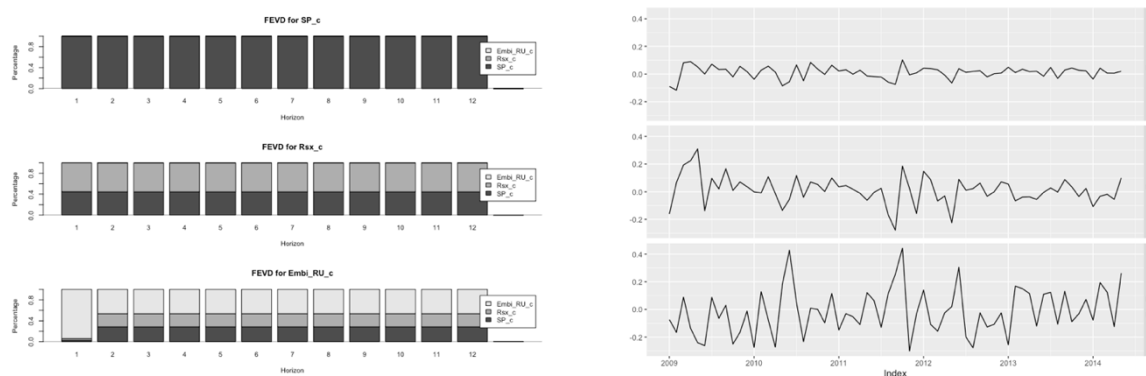 FEVD for SP_c
Percentage
0.0 0.4 0.8
Embi_RU_c
Rsx_c
SP_c
1 2 3 4 5 6 7 8 9 10 11 12
Horizon
FEVD for Rsx_c
Percentage
0.0 0.4 0.8
Embi_RU_c
Rsx_c
SP_c
1 2 3 4 5 6 7 8 9 10 11 12
Horizon
FEVD for Embi_RU_c
Percentage
0.0 0.4 0.8
Embi_RU_c
Rsx_c
SP_c
1 2 3 4 5 6 7 8 9 10 11 12
Horizon
0.4
0.2
0.0
-0.2
0.4
0.2
0.0
-0.2
0.4
0.2
0.0
-0.2
2009 2010 2011 2012 2013 2014
Index